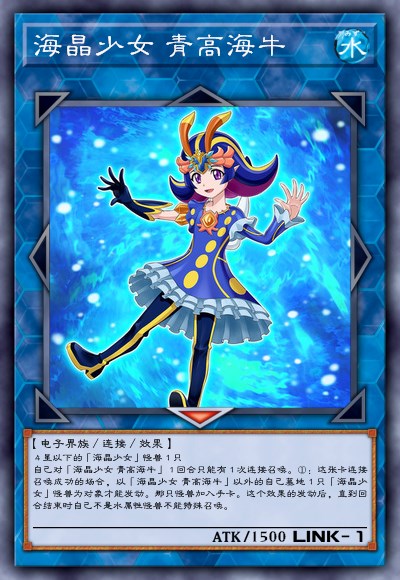 海晶少女 青高海牛
水
【电子界族／连接／效果】
４星以下的「海晶少女」怪兽１只
自己对「海晶少女 青高海牛」１回合只能有１次连接召唤。①：这张卡连接
召唤成功的场合，以「海晶少女 青高海牛」以外的自己墓地１只「海晶少
女」怪兽为对象才能发动。那只怪兽加入手卡。这个效果的发动后，直到回
合结束时自己不是水属性怪兽不能特殊召唤。
ATK/1500 LINK-1